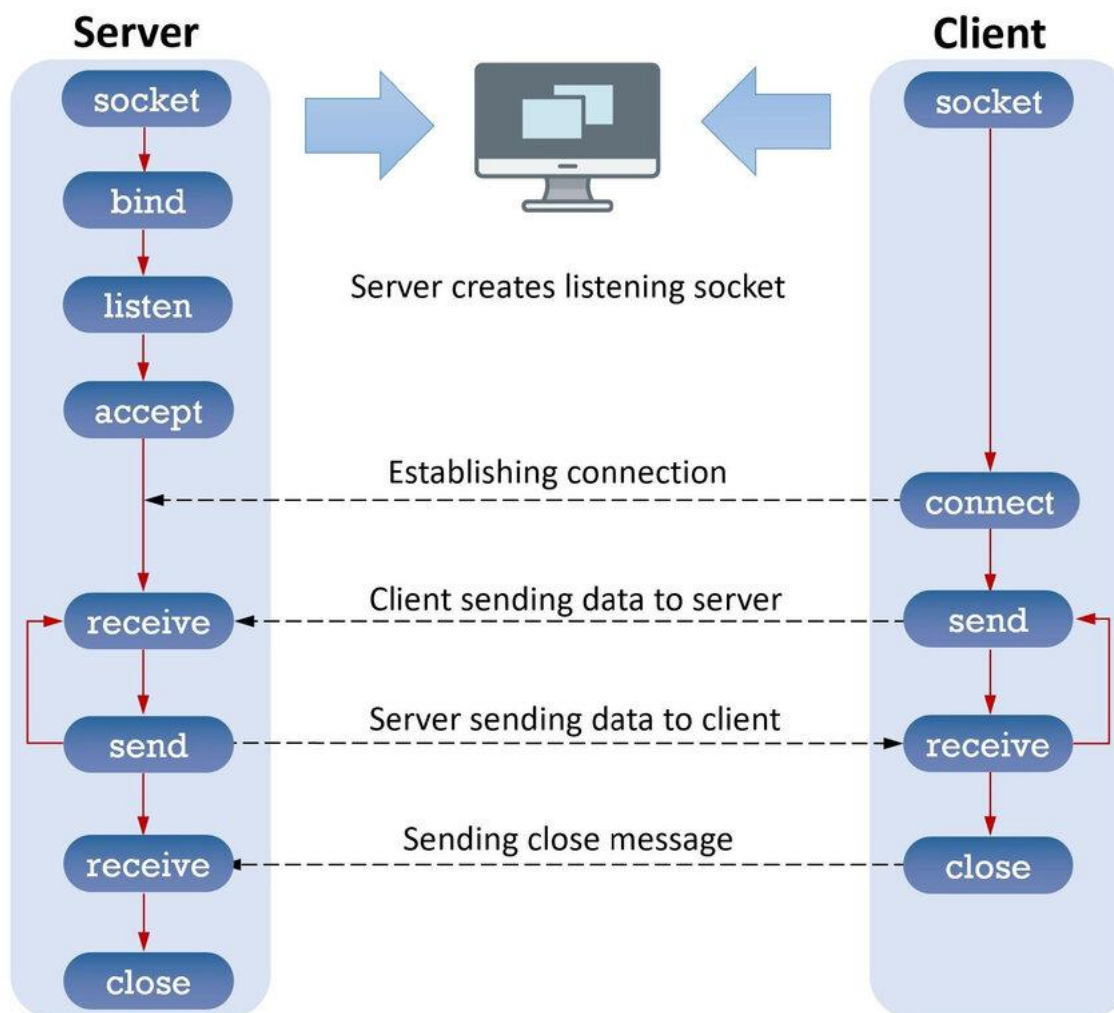 Server
Client
socket
socket
bind
Server creates listening socket
listen
accept
Establishing connection
connect
Client sending data to server
receive
send
Server sending data to client
send
receive
Sending close message
receive
close
close